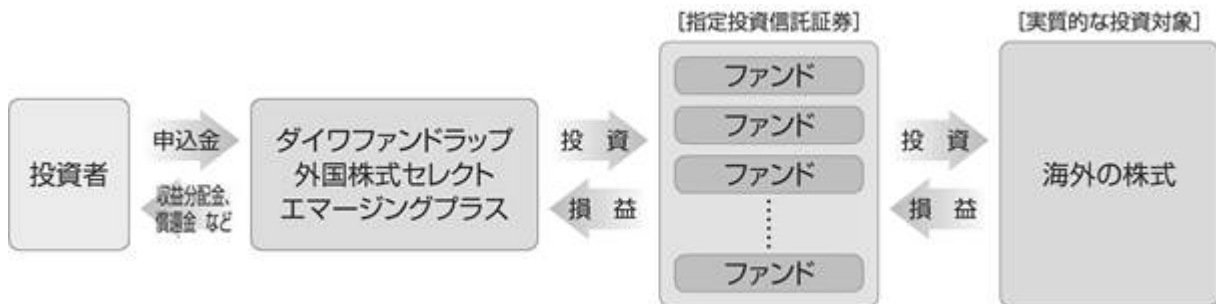 [指定投資信託証券]
[実質的な投資対象]
投資者
申込金
収益分配金、
償還金 など
ダイワファンドラップ
外国株式セレクト
エマージングプラス
投 資
損 益
ファンド
ファンド
ファンド
ファンド
投 資
損 益
海外の株式